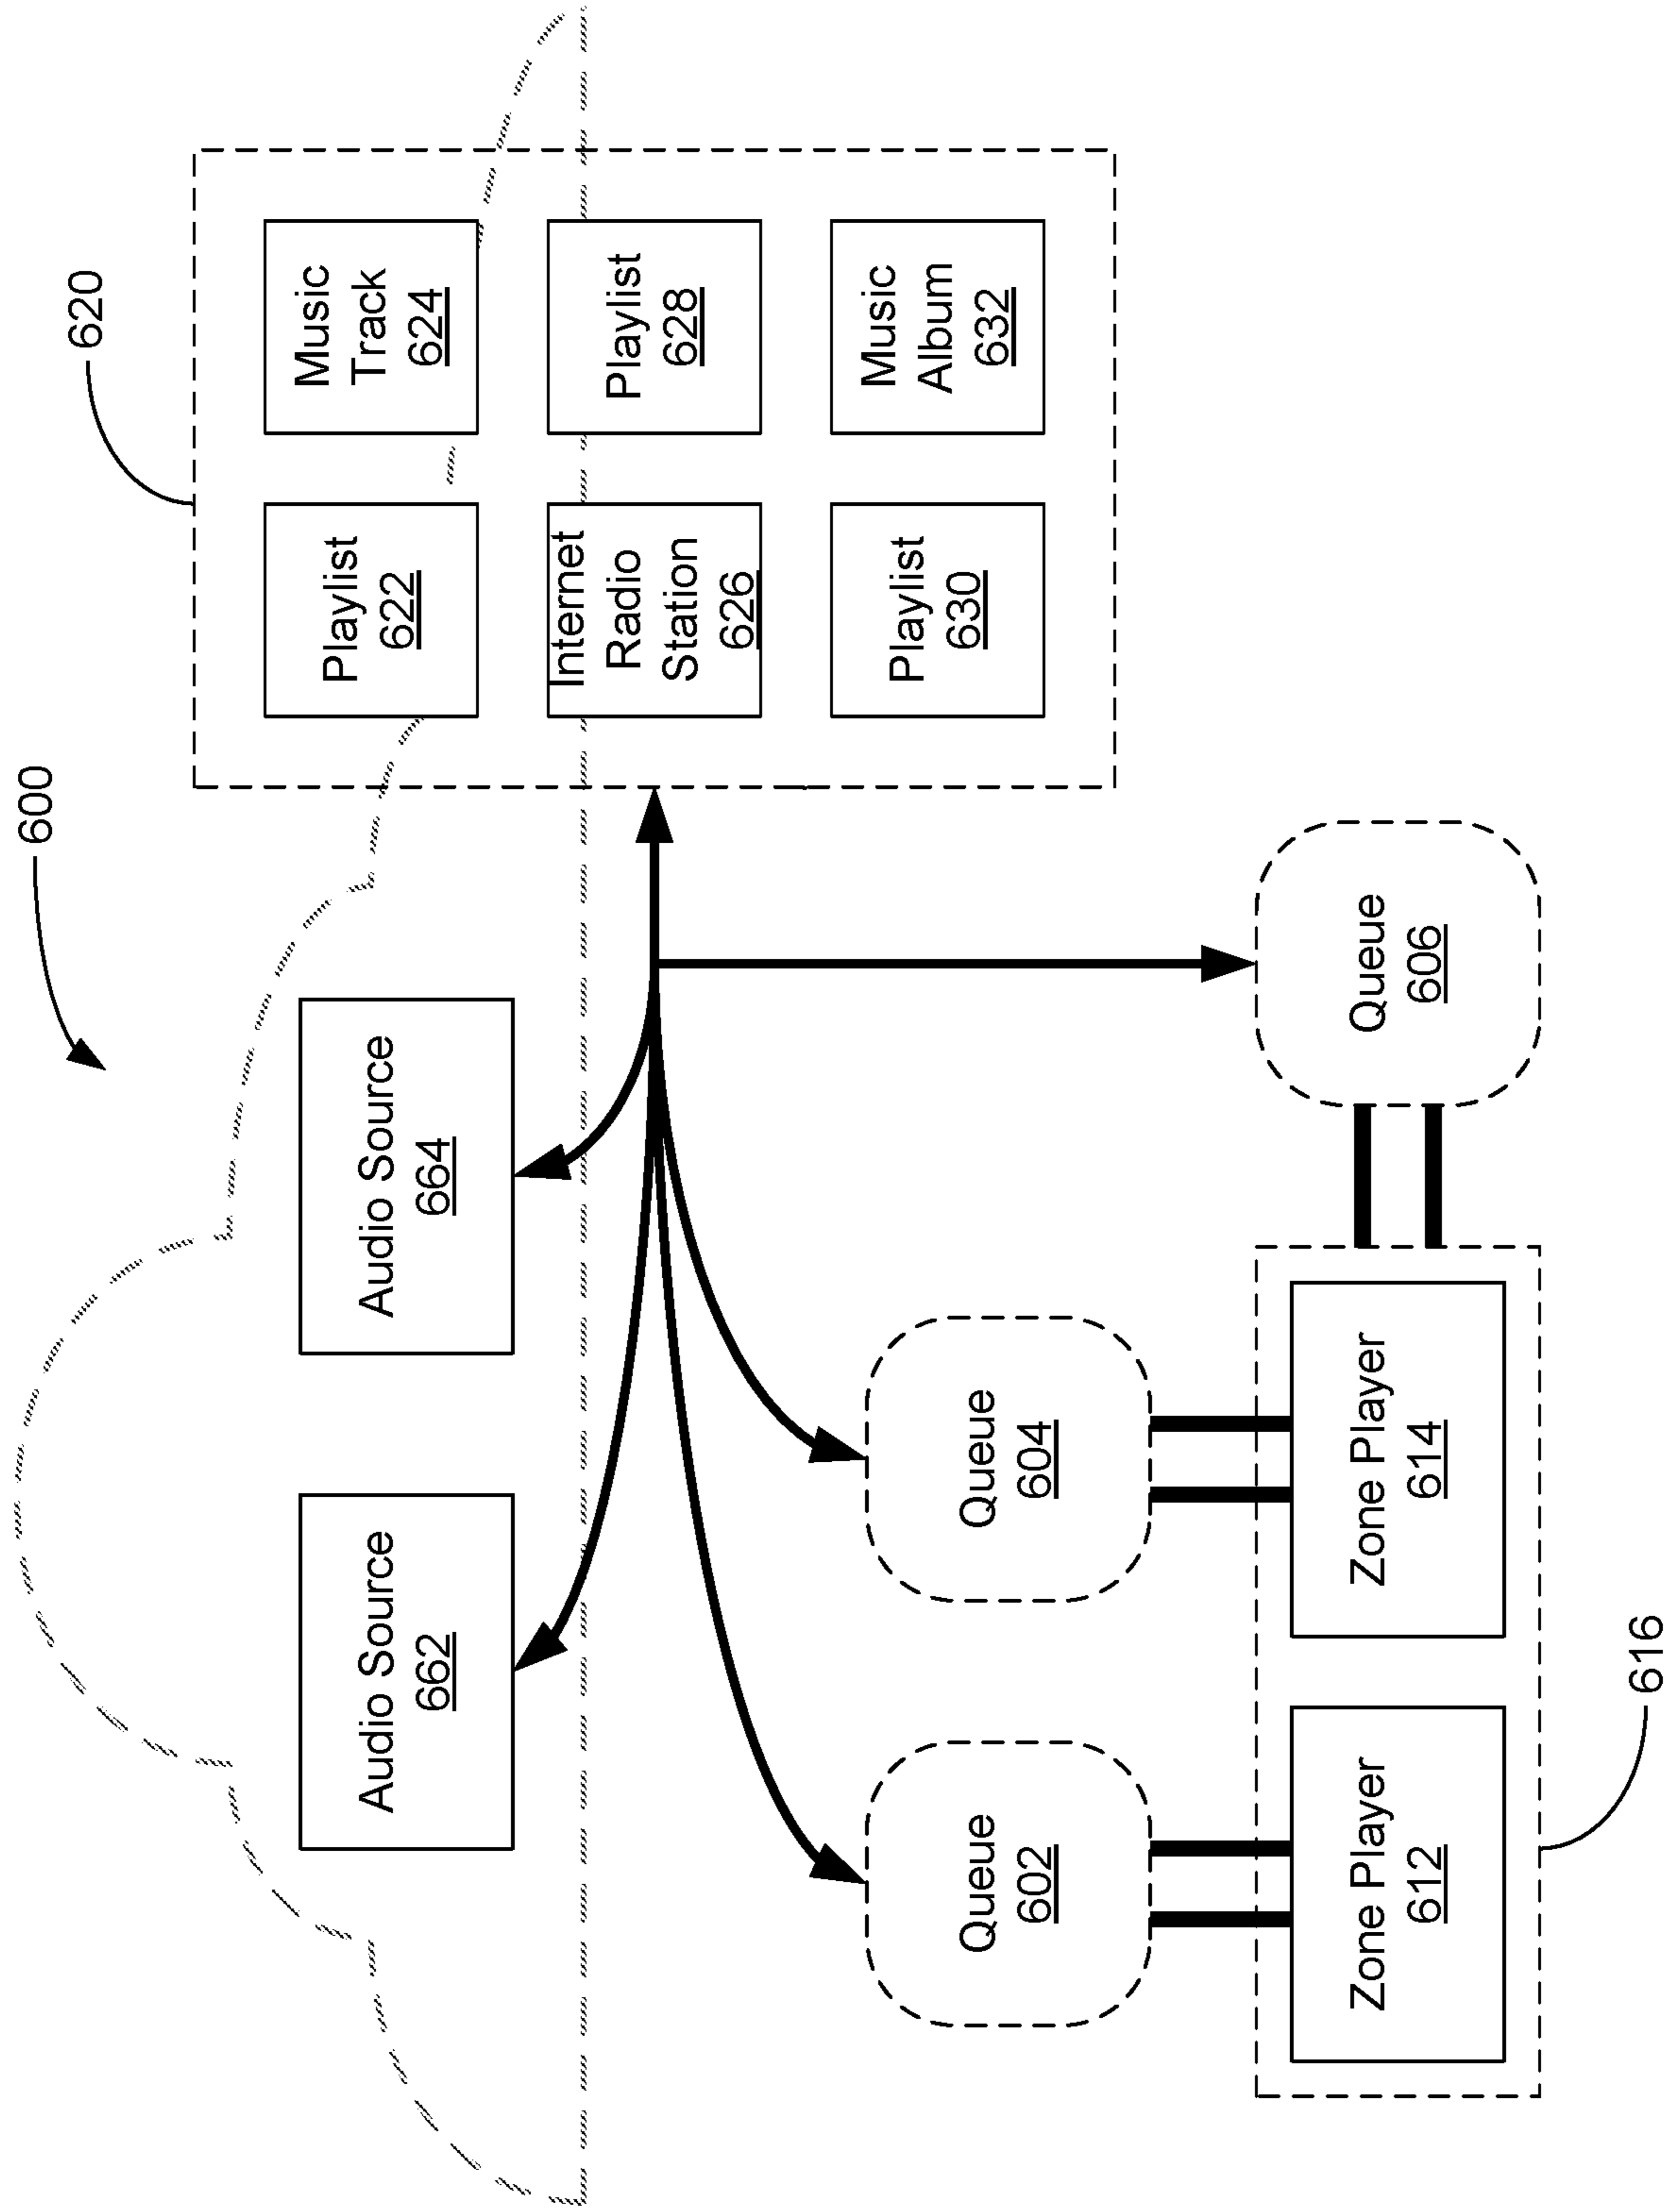 600
620
Audio Source
662
Audio Source
664
Playlist
622
Music
Track
624
Internet
Radio
Station
626
Playlist
628
Playlist
630
Music
Album
632
Queue
602
Queue
604
Queue
606
Zone Player
612
Zone Player
614
616